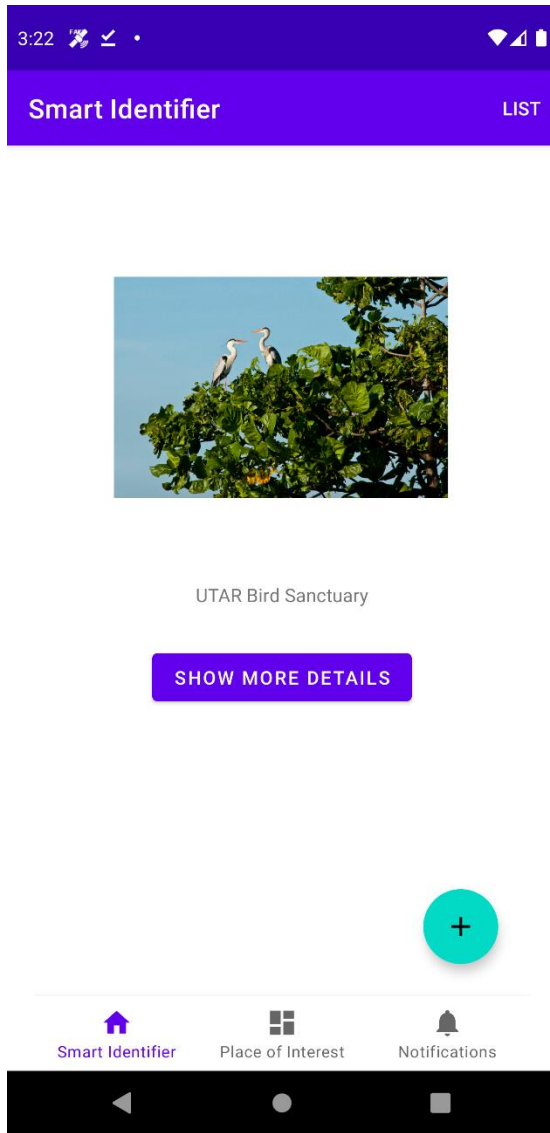 3:22
Smart Identifier
LIST
UTAR Bird Sanctuary
SHOW MORE DETAILS
+
Smart Identifier
Place of Interest
Notifications